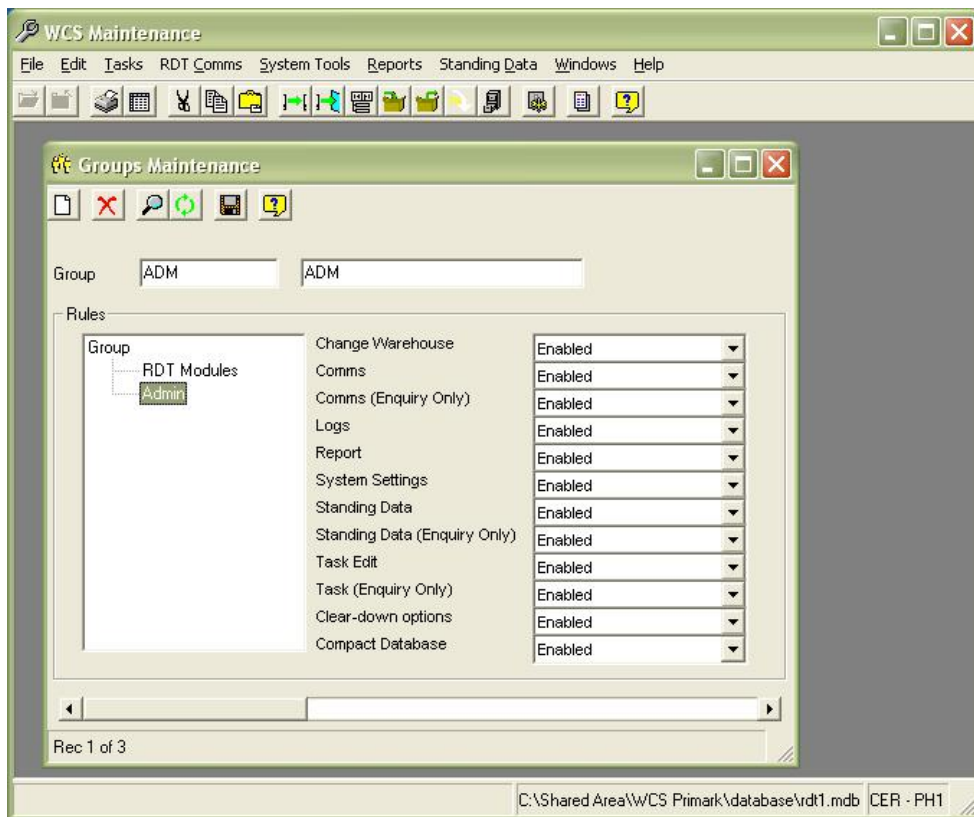 WCS Maintenance
File Edit Tasks RDT Comms System Tools Reports Standing Data Windows Help
Groups Maintenance
Group ADM ADM
Rules
Group
RDT Modules
Admin
Change Warehouse Enabled
Comms Enabled
Comms (Enquiry Only) Enabled
Logs Enabled
Report Enabled
System Settings Enabled
Standing Data Enabled
Standing Data (Enquiry Only) Enabled
Task Edit Enabled
Task (Enquiry Only) Enabled
Clear-down options Enabled
Compact Database Enabled
Rec 1 of 3
C:\Shared Area\WCS Primark\database\rdt1.mdb CER - PH1